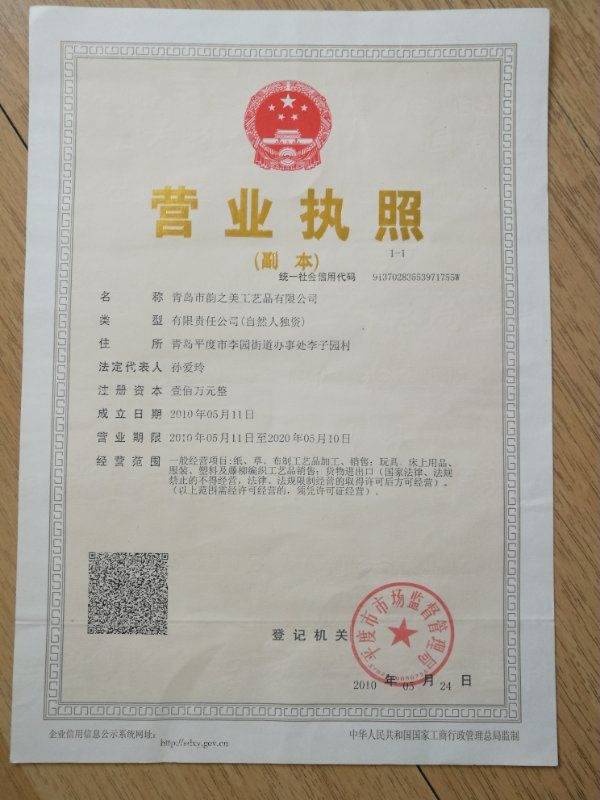 营业执照
(副 本)
1-1
统一社会信用代码 91370283553971755W
名 称 青岛市韵之美工艺品有限公司
类 型 有限责任公司(自然人独资)
住 所 青岛平度市李园街道办事处李子园村
法定代表人 孙爱玲
注册资本 壹佰万元整
成立日期 2010年05月11日
营业期限 2010年05月11日至2020年05月10日
经营范围 一般经营项目:纸、草、布制工艺品加工、销售；玩具、床上用品、
服装、塑料及藤柳编织工艺品销售；货物进出口（国家法律、法规
禁止的不得经营，法律、法规限制经营的取得许可后方可经营）。
（以上范围需经许可经营的，须凭许可证经营）。
平度市市场监督管理局
登记机关
2010 年 05 月 24 日
企业信用信息公示系统网址:
http://sdxy.gov.cn
中华人民共和国国家工商行政管理总局监制